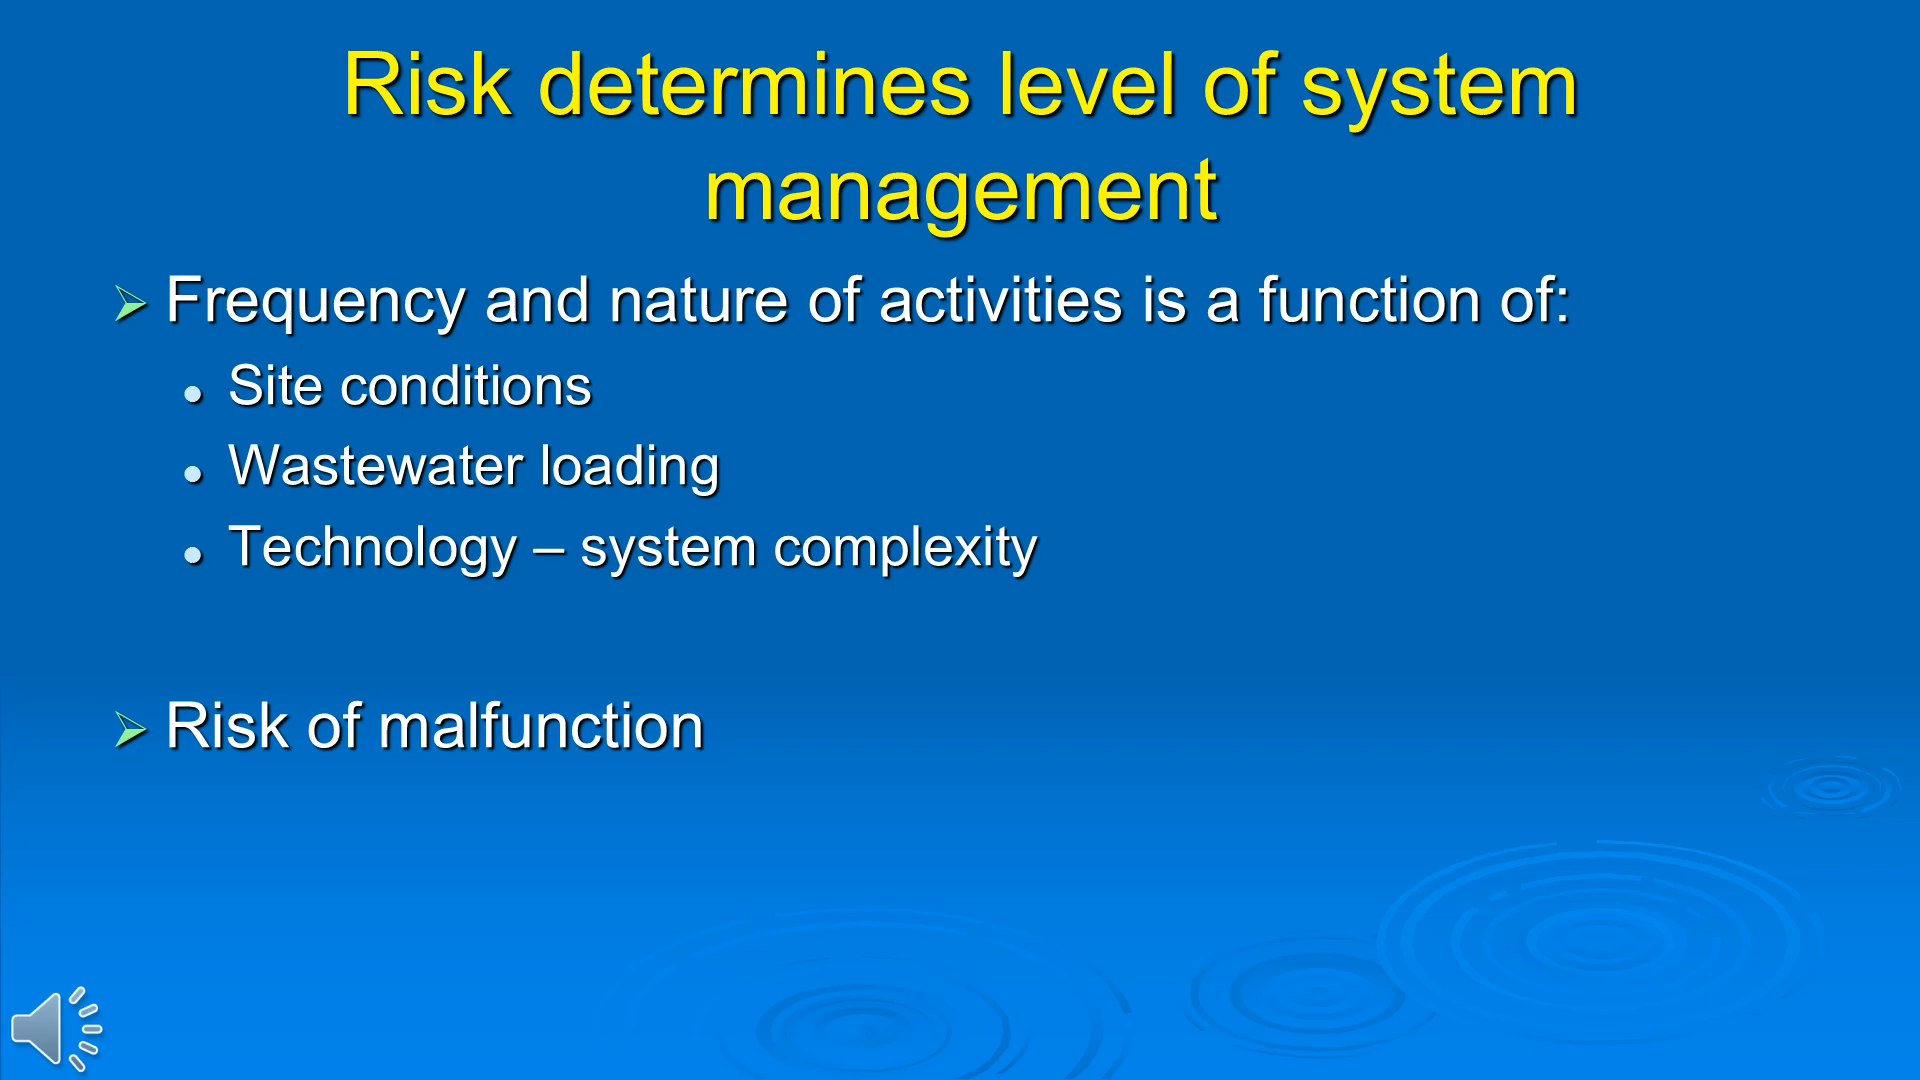 Risk determines level of system
management
Frequency and nature of activities is a function of:
Site conditions
Wastewater loading
Technology – system complexity
Risk of malfunction